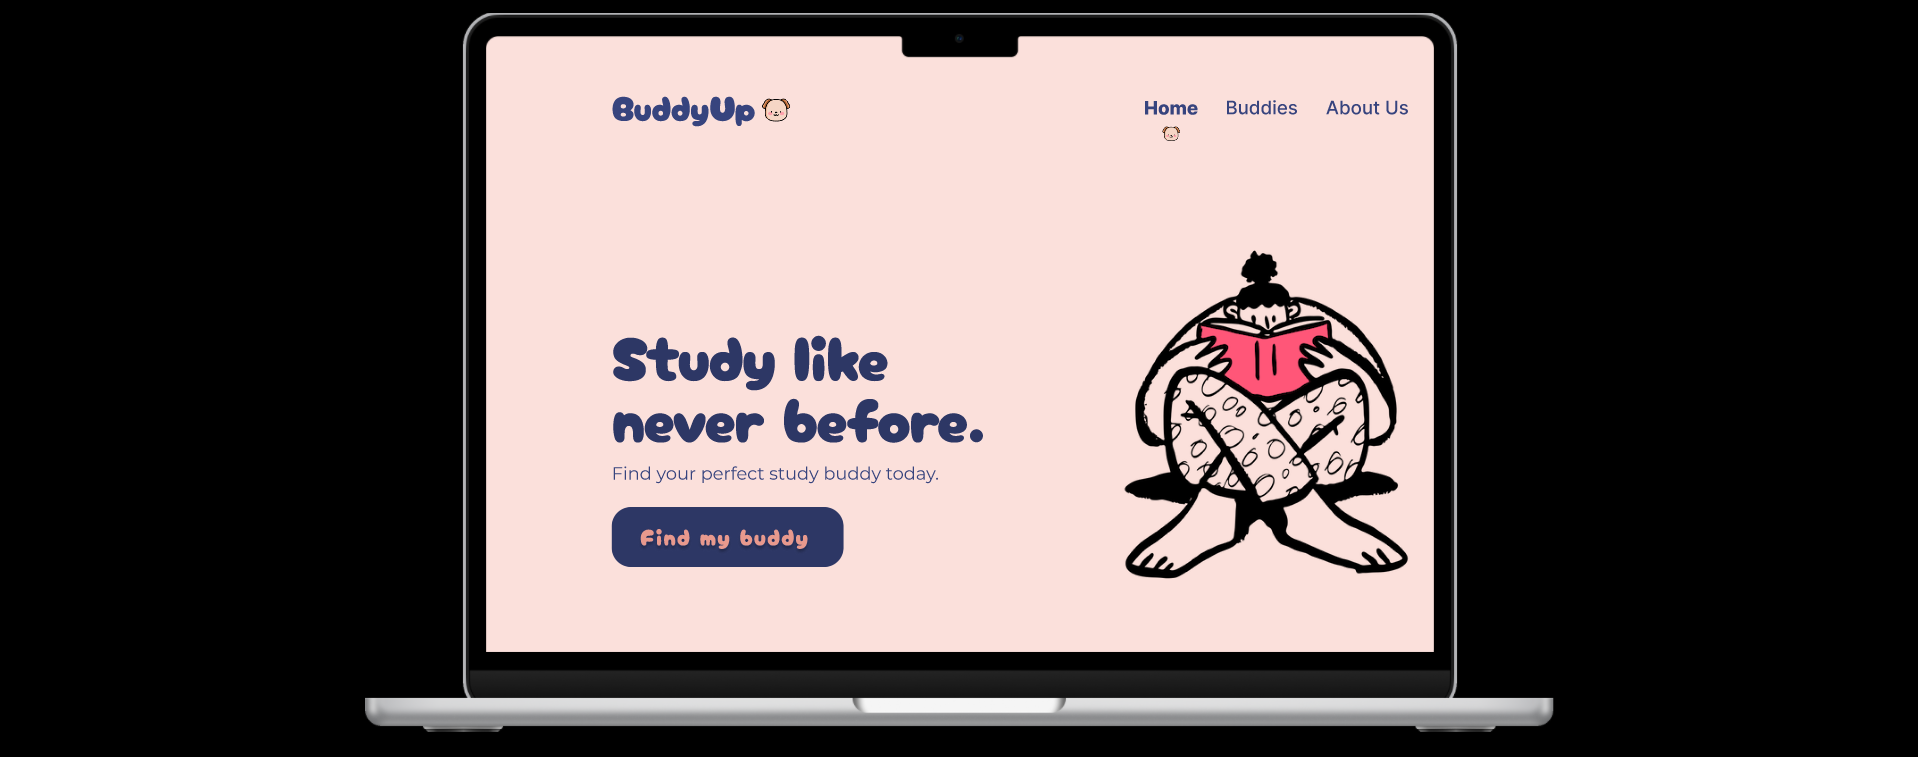 BuddyUp
Home Buddies About Us
Study like
never before.
Find your perfect study buddy today.
Find my buddy